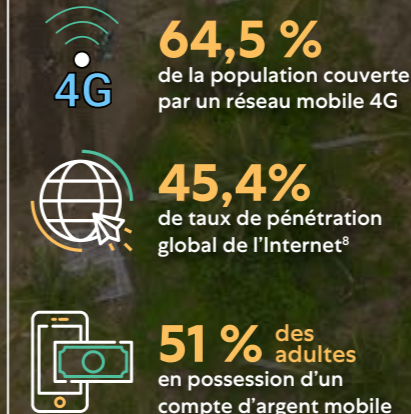 4G
64,5 %
de la population couverte
par un réseau mobile 4G
45,4%
de taux de pénétration
global de l'Internet⁸
51 % des
adultes
en possession d'un
compte d'argent mobile